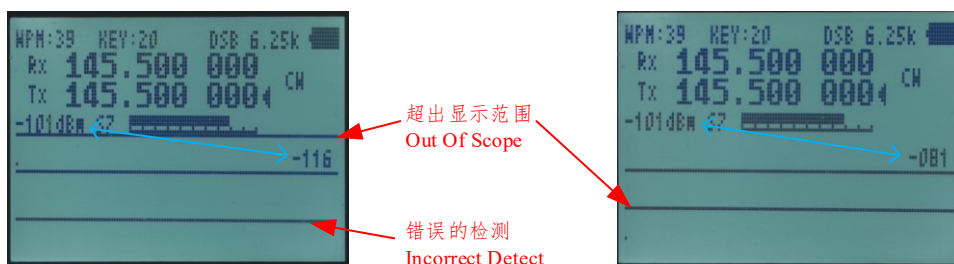 WPM:39 KEY:20 DSB 6.25k
Rx 145.500 000
Tx 145.500 000
CW
-101dBm S7
-116
超出显示范围
Out Of Scope
错误的检测
Incorrect Detect
WPM:39 KEY:20 DSB 6.25k
Rx 145.500 000
Tx 145.500 000
CW
-101dBm S7
-081